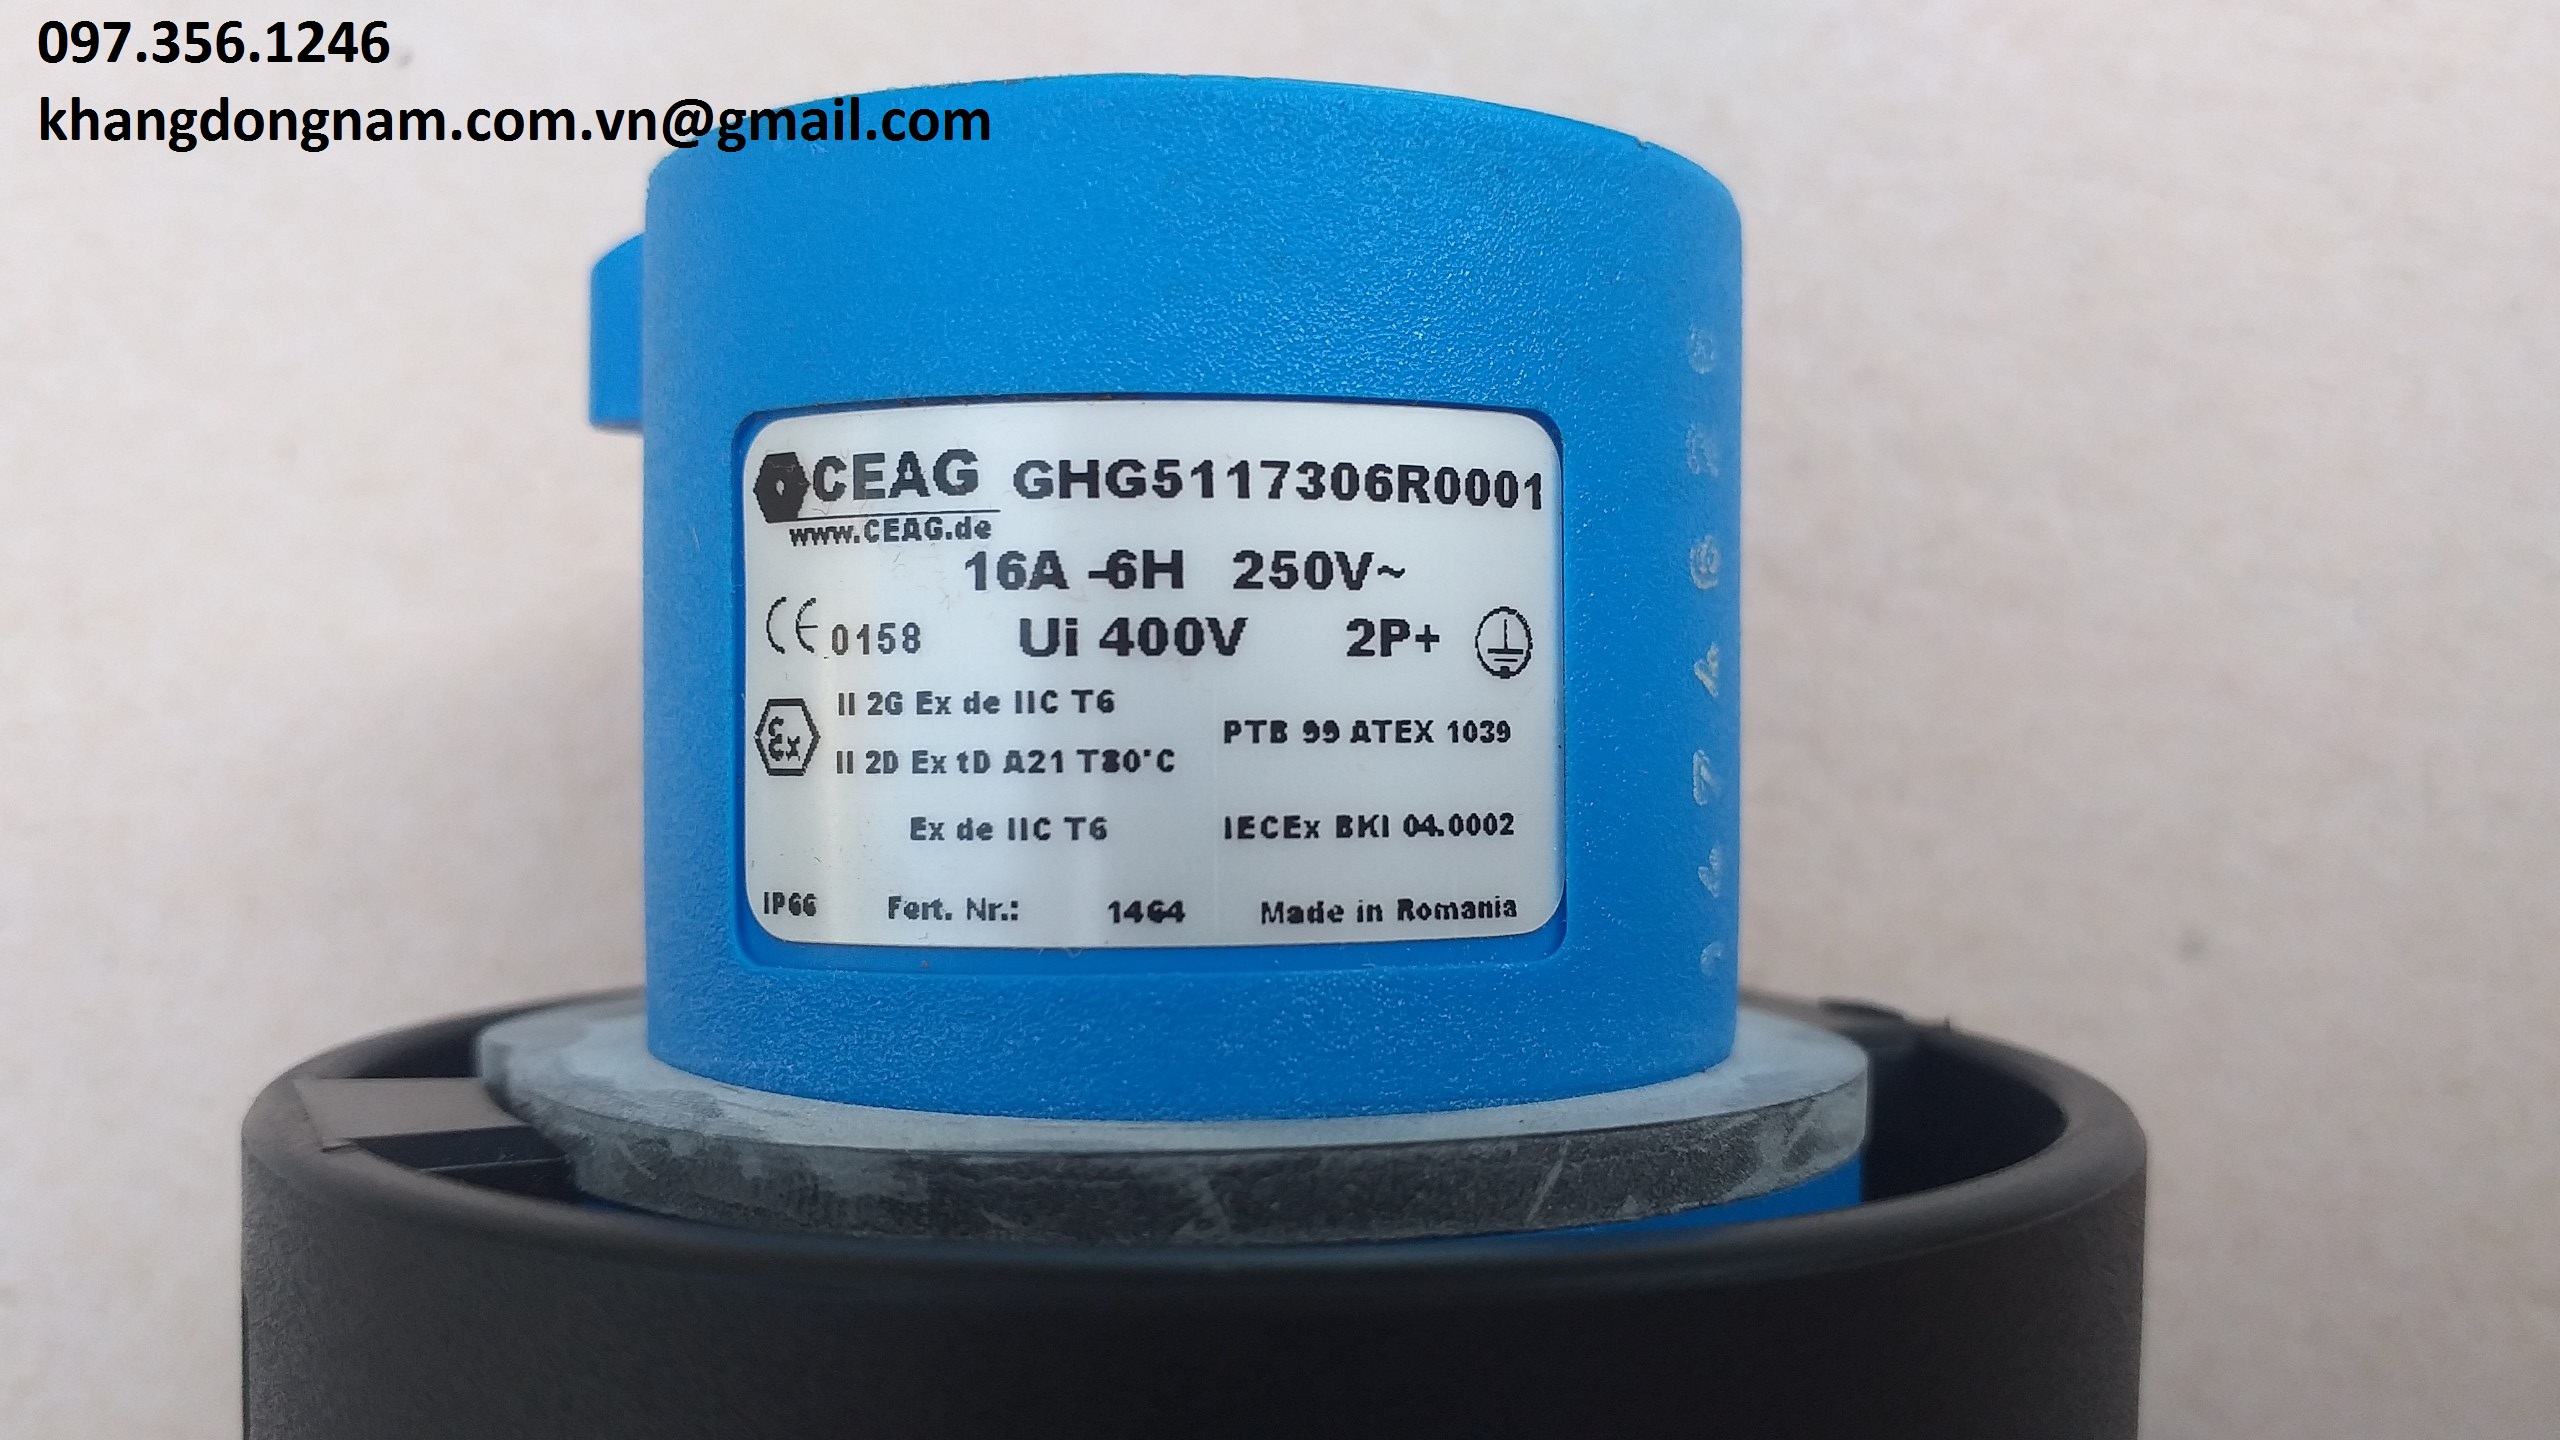 097.356.1246
khangdongnam.com.vn@gmail.com
CEAG GHG5117306R0001
www.CEAG.de
16A -6H 250V~
CE 0158 Ui 400V 2P+
II 2G Ex de IIC T6
Ex PTB 99 ATEX 1039
II 2D Ex tD A21 T80°C
Ex de IIC T6 IECEx BKI 04.0002
IP66 Fert. Nr.: 1464 Made in Romania